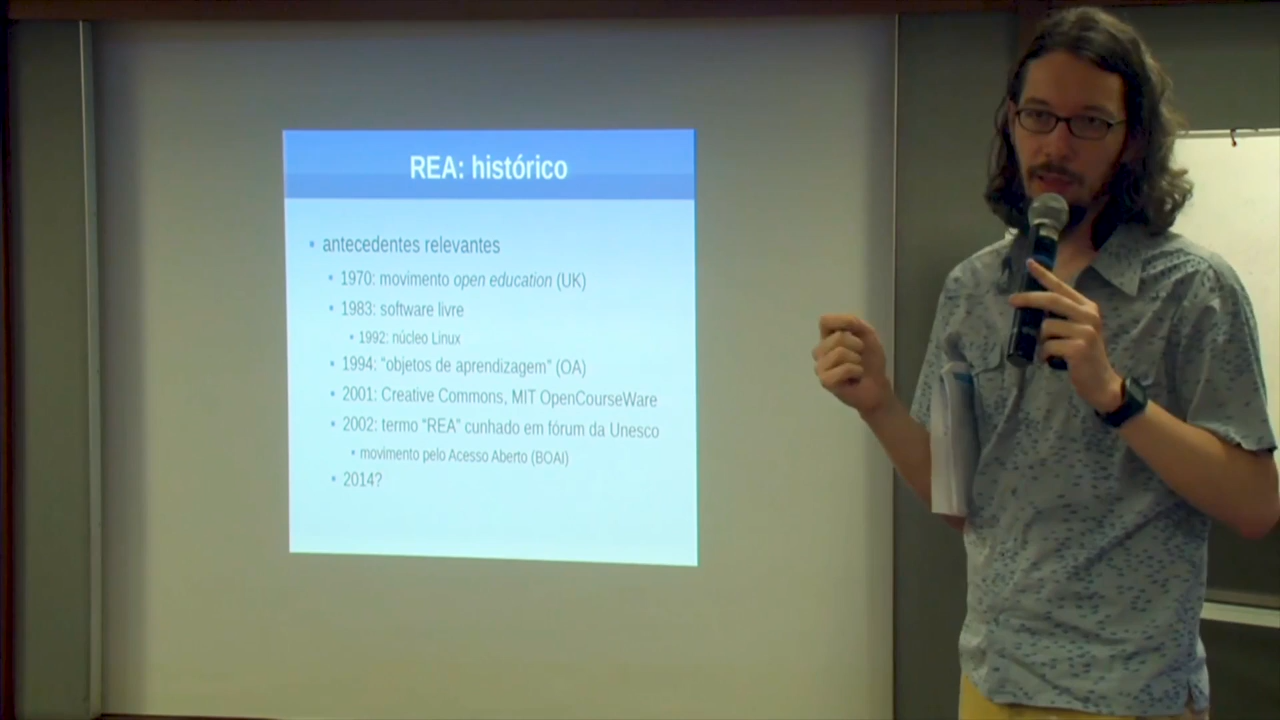 REA: histórico
antecedentes relevantes
1970: movimento open education (UK)
1983: software livre
1992: núcleo Linux
1994: “objetos de aprendizagem” (OA)
2001: Creative Commons, MIT OpenCourseWare
2002: termo “REA” cunhado em fórum da Unesco
movimento pelo Acesso Aberto (BOAI)
2014?